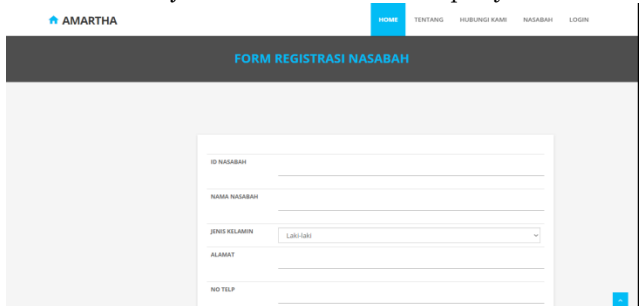 AMARTHA
HOME TENTANG HUBUNGI KAMI NASABAH LOGIN
FORM REGISTRASI NASABAH
ID NASABAH
NAMA NASABAH
JENIS KELAMIN Laki-laki
ALAMAT
NO TELP